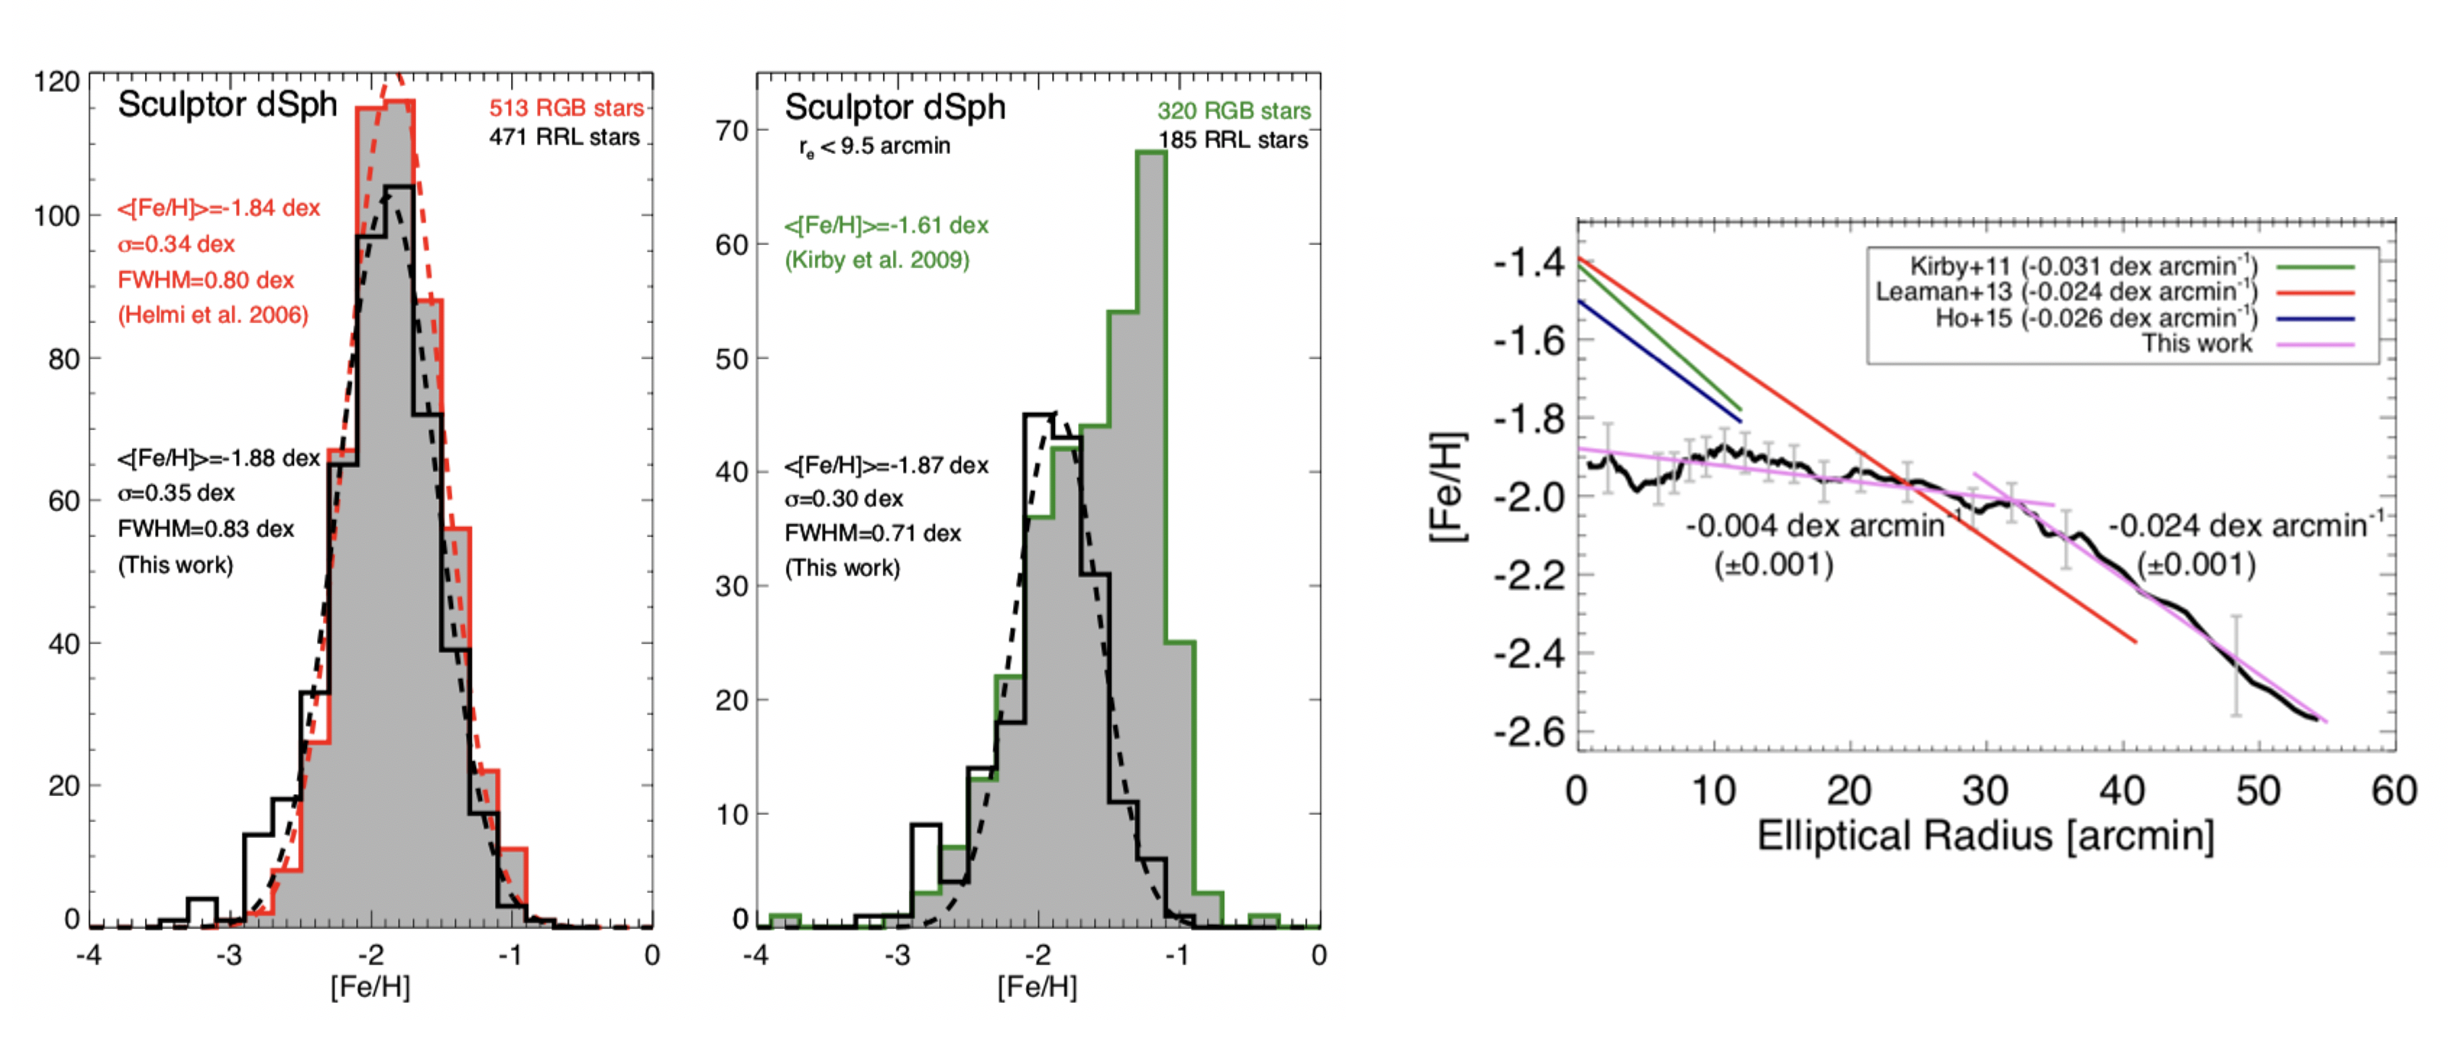 Sculptor dSph
513 RGB stars
471 RRL stars
<[Fe/H]>=-1.84 dex
σ=0.34 dex
FWHM=0.80 dex
(Helmi et al. 2006)
<[Fe/H]>=-1.88 dex
σ=0.35 dex
FWHM=0.83 dex
(This work)
120
100
80
60
40
20
0
-4 -3 -2 -1 0
[Fe/H]
Sculptor dSph
r_e < 9.5 arcmin
320 RGB stars
185 RRL stars
<[Fe/H]>=-1.61 dex
(Kirby et al. 2009)
<[Fe/H]>=-1.87 dex
σ=0.30 dex
FWHM=0.71 dex
(This work)
70
60
50
40
30
20
10
0
-4 -3 -2 -1 0
[Fe/H]
Kirby+11 (-0.031 dex arcmin⁻¹)
Leaman+13 (-0.024 dex arcmin⁻¹)
Ho+15 (-0.026 dex arcmin⁻¹)
This work
-0.004 dex arcmin⁻¹
(±0.001)
-0.024 dex arcmin⁻¹
(±0.001)
[Fe/H]
-1.4
-1.6
-1.8
-2.0
-2.2
-2.4
-2.6
0 10 20 30 40 50 60
Elliptical Radius [arcmin]